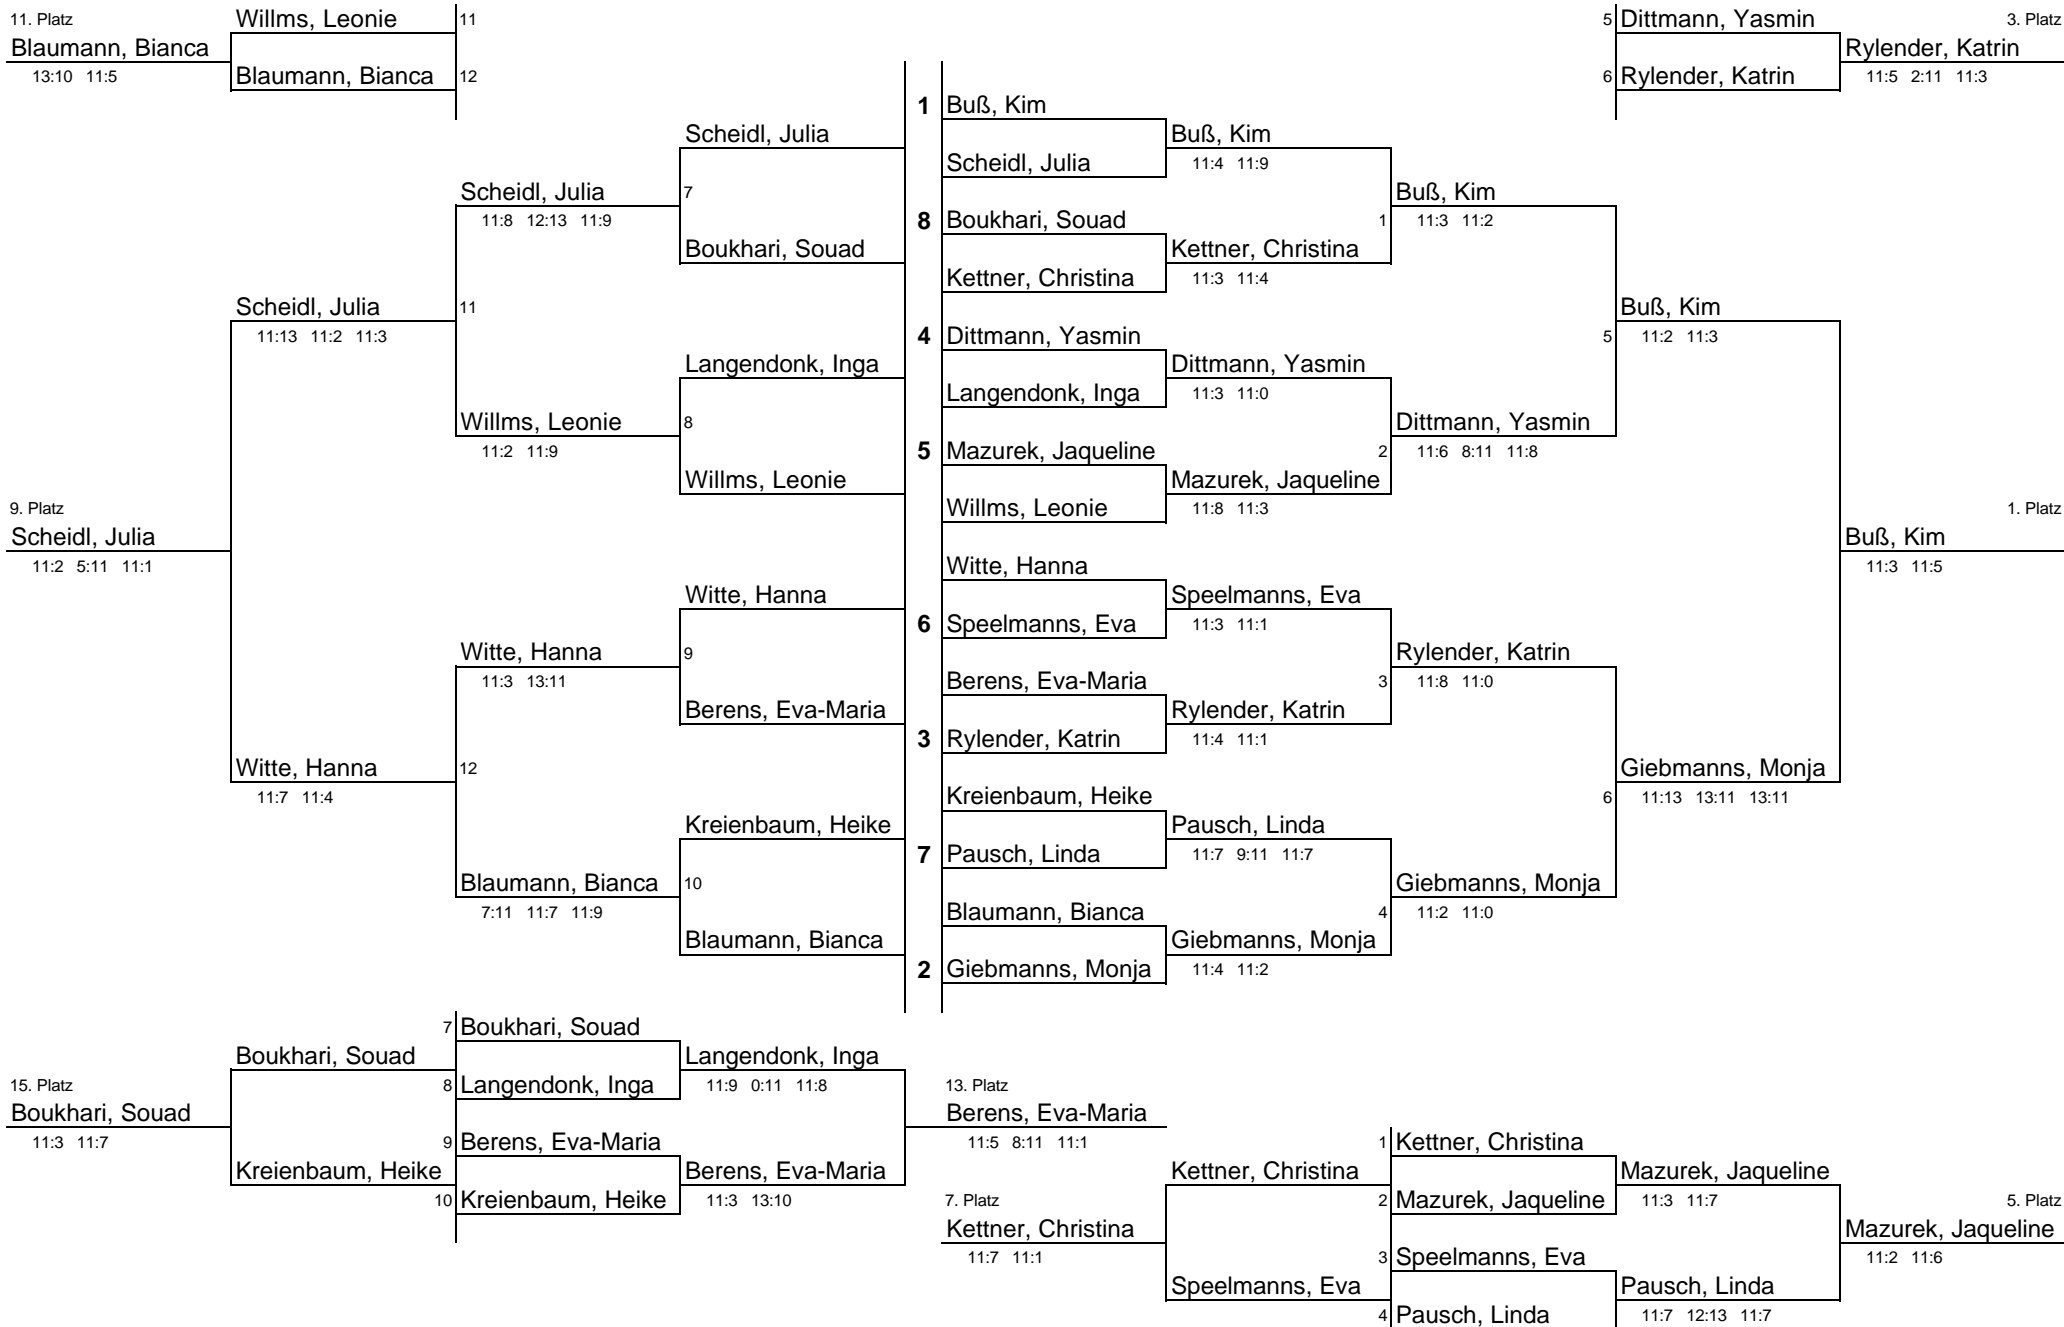 11. Platz
Willms, Leonie 11
Blaumann, Bianca
13:10 11:5
Blaumann, Bianca 12
5 Dittmann, Yasmin
3. Platz
Rylender, Katrin
6 Rylender, Katrin
11:5 2:11 11:3
Scheidl, Julia
Scheidl, Julia
7
11:8 12:13 11:9
Boukhari, Souad
Scheidl, Julia
11
11:13 11:2 11:3
Langendonk, Inga
Willms, Leonie
8
11:2 11:9
Willms, Leonie
9. Platz
Scheidl, Julia
11:2 5:11 11:1
Witte, Hanna
Witte, Hanna
9
11:3 13:11
Berens, Eva-Maria
Witte, Hanna
12
11:7 11:4
Kreienbaum, Heike
Blaumann, Bianca
10
7:11 11:7 11:9
Blaumann, Bianca
1 Buß, Kim
Buß, Kim
Scheidl, Julia
11:4 11:9
Buß, Kim
8 Boukhari, Souad
1
11:3 11:2
Kettner, Christina
Kettner, Christina
11:3 11:4
Buß, Kim
4 Dittmann, Yasmin
5
11:2 11:3
Dittmann, Yasmin
Langendonk, Inga
11:3 11:0
Dittmann, Yasmin
5 Mazurek, Jaqueline
2
11:6 8:11 11:8
Mazurek, Jaqueline
Willms, Leonie
11:8 11:3
1. Platz
Buß, Kim
11:3 11:5
Witte, Hanna
Speelmanns, Eva
6 Speelmanns, Eva
11:3 11:1
Rylender, Katrin
Berens, Eva-Maria
3
11:8 11:0
Rylender, Katrin
3 Rylender, Katrin
11:4 11:1
Giebmanns, Monja
Kreienbaum, Heike
6
11:13 13:11 13:11
Pausch, Linda
7 Pausch, Linda
11:7 9:11 11:7
Giebmanns, Monja
Blaumann, Bianca
4
11:2 11:0
Giebmanns, Monja
2 Giebmanns, Monja
11:4 11:2
7 Boukhari, Souad
Boukhari, Souad
Langendonk, Inga
15. Platz
8 Langendonk, Inga
11:9 0:11 11:8
13. Platz
Boukhari, Souad
Berens, Eva-Maria
11:3 11:7
9 Berens, Eva-Maria
11:5 8:11 11:1
Kreienbaum, Heike
Berens, Eva-Maria
10 Kreienbaum, Heike
11:3 13:10
1 Kettner, Christina
Kettner, Christina
Mazurek, Jaqueline
7. Platz
2 Mazurek, Jaqueline
11:3 11:7
5. Platz
Kettner, Christina
Mazurek, Jaqueline
11:7 11:1
3 Speelmanns, Eva
11:2 11:6
Speelmanns, Eva
Pausch, Linda
4 Pausch, Linda
11:7 12:13 11:7